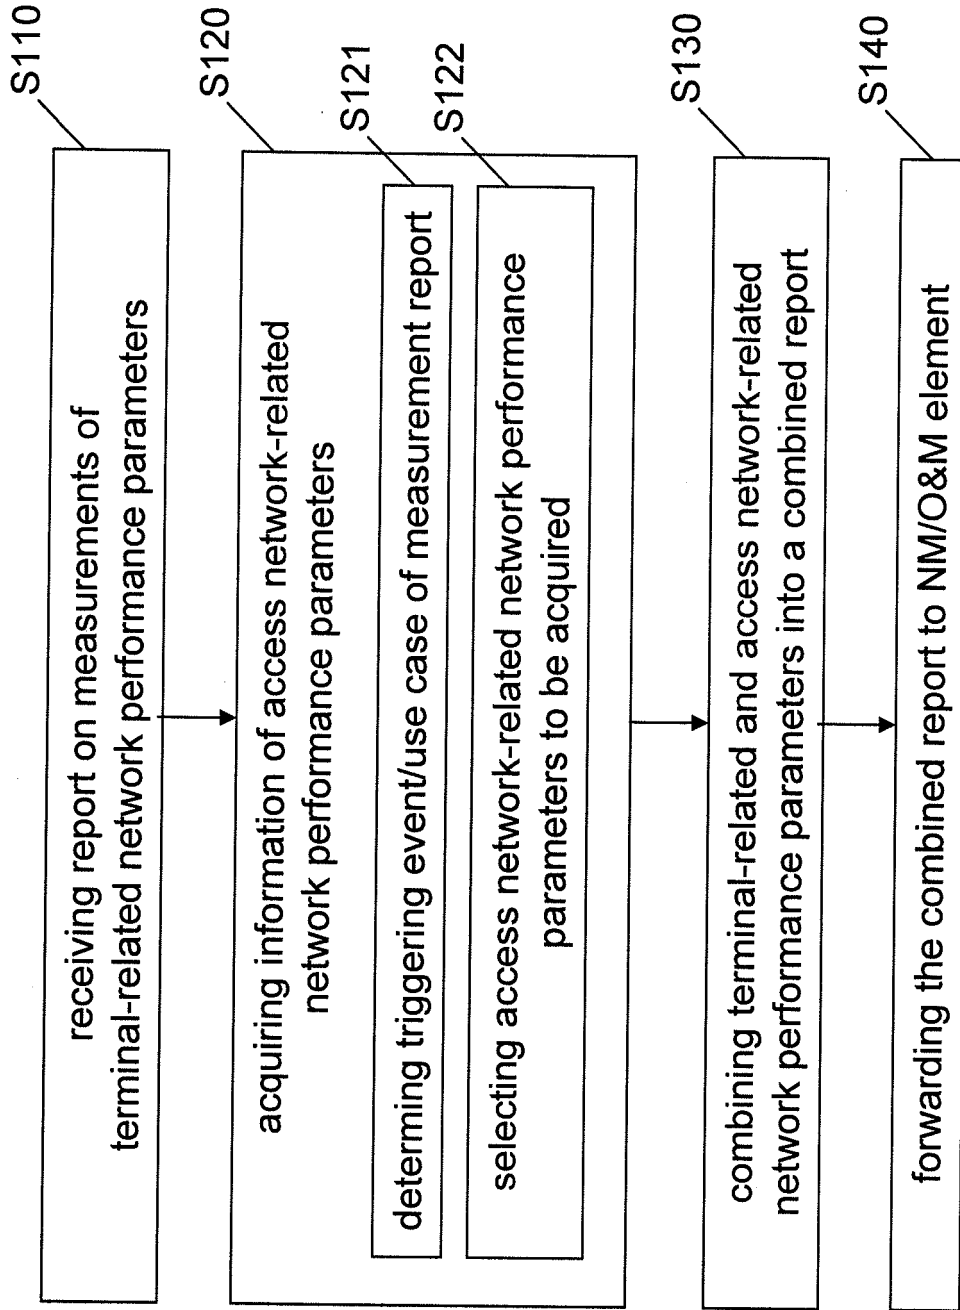 S110
receiving report on measurements of
terminal-related network performance parameters
S120
acquiring information of access network-related
network performance parameters
S121
determining triggering event/use case of measurement report
S122
selecting access network-related network performance
parameters to be acquired
S130
combining terminal-related and access network-related
network performance parameters into a combined report
S140
forwarding the combined report to NM/O&M element